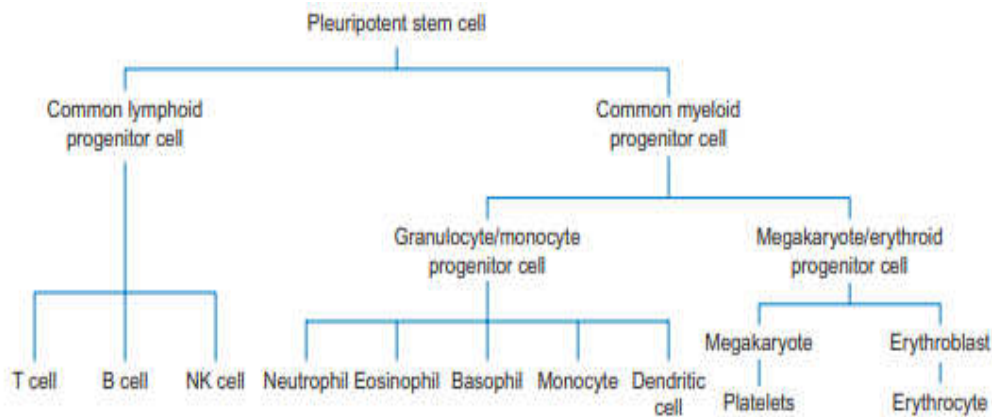 Pleuripotent stem cell
Common lymphoid
progenitor cell
Common myeloid
progenitor cell
Granulocyte/monocyte
progenitor cell
Megakaryote/erythroid
progenitor cell
Megakaryote
Erythroblast
T cell
B cell
NK cell
Neutrophil
Eosinophil
Basophil
Monocyte
Dendritic
cell
Platelets
Erythrocyte